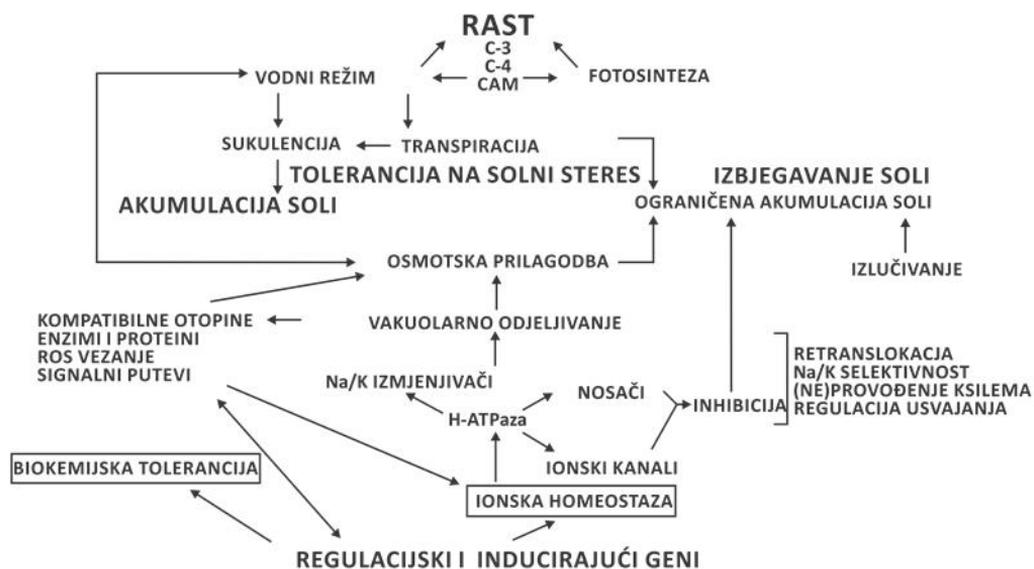 RAST
C-3
C-4
CAM
VODNI REŽIM
FOTOSINTEZA
SUKULENCIJA
TRANSPIRACIJA
TOLERANCIJA NA SOLNI STERES
IZBJEGAVANJE SOLI
AKUMULACIJA SOLI
OGRANIČENA AKUMULACIJA SOLI
OSMOTSKA PRILAGODBA
IZLUČIVANJE
KOMPATIBILNE OTOPINE
ENZIMI I PROTEINI
ROS VEZANJE
SIGNALNI PUTEVI
VAKUOLARNO ODJELJIVANJE
Na/K IZMJENJIVAČI
NOSAČI
H-ATPaza
INHIBICIJA
RETRANSLOKACJA
Na/K SELEKTIVNOST
(NE)PROVOĐENJE KSILEMA
REGULACIJA USVAJANJA
IONSKI KANALI
BIOKEMIJSKA TOLERANCIJA
IONSKA HOMEOSTAZA
REGULACIJSKI I INDUCIRAJUĆI GENI